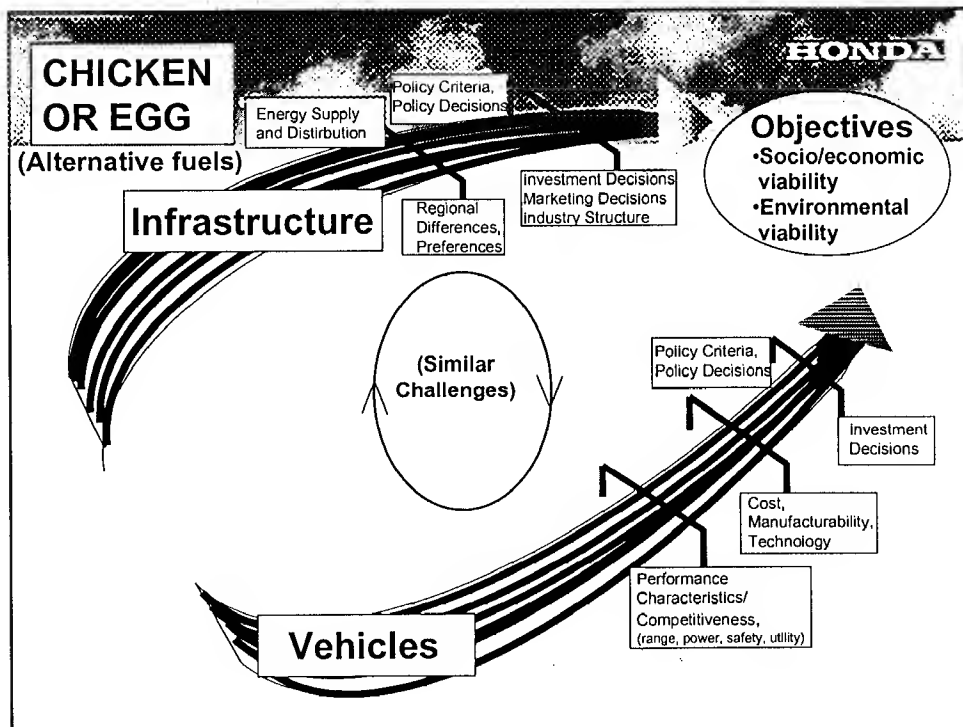 HONDA
CHICKEN
OR EGG
(Alternative fuels)
Energy Supply
and Distirbution
Policy Criteria,
Policy Decisions
Infrastructure
Regional
Differences,
Preferences
Investment Decisions
Marketing Decisions
Industry Structure
Objectives
•Socio/economic
viability
•Environmental
viability
(Similar
Challenges)
Policy Criteria,
Policy Decisions
Investment
Decisions
Cost,
Manufacturability,
Technology
Performance
Characteristics/
Competitiveness,
(range, power, safety, utility)
Vehicles